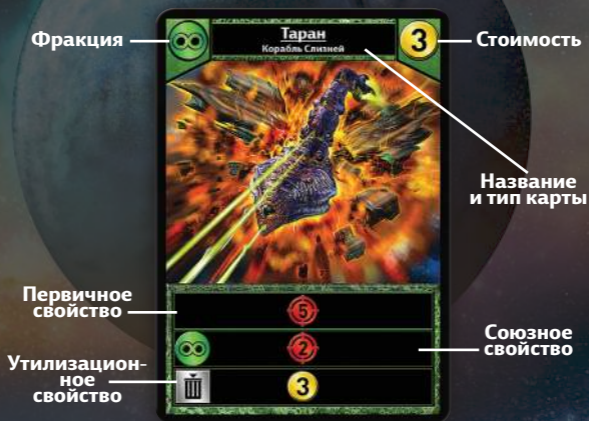 Фракция
Таран
Корабль Слизней
3
Стоимость
Название
и тип карты
Первичное
свойство
5
Союзное
свойство
2
Утилизацион-
ное
свойство
3